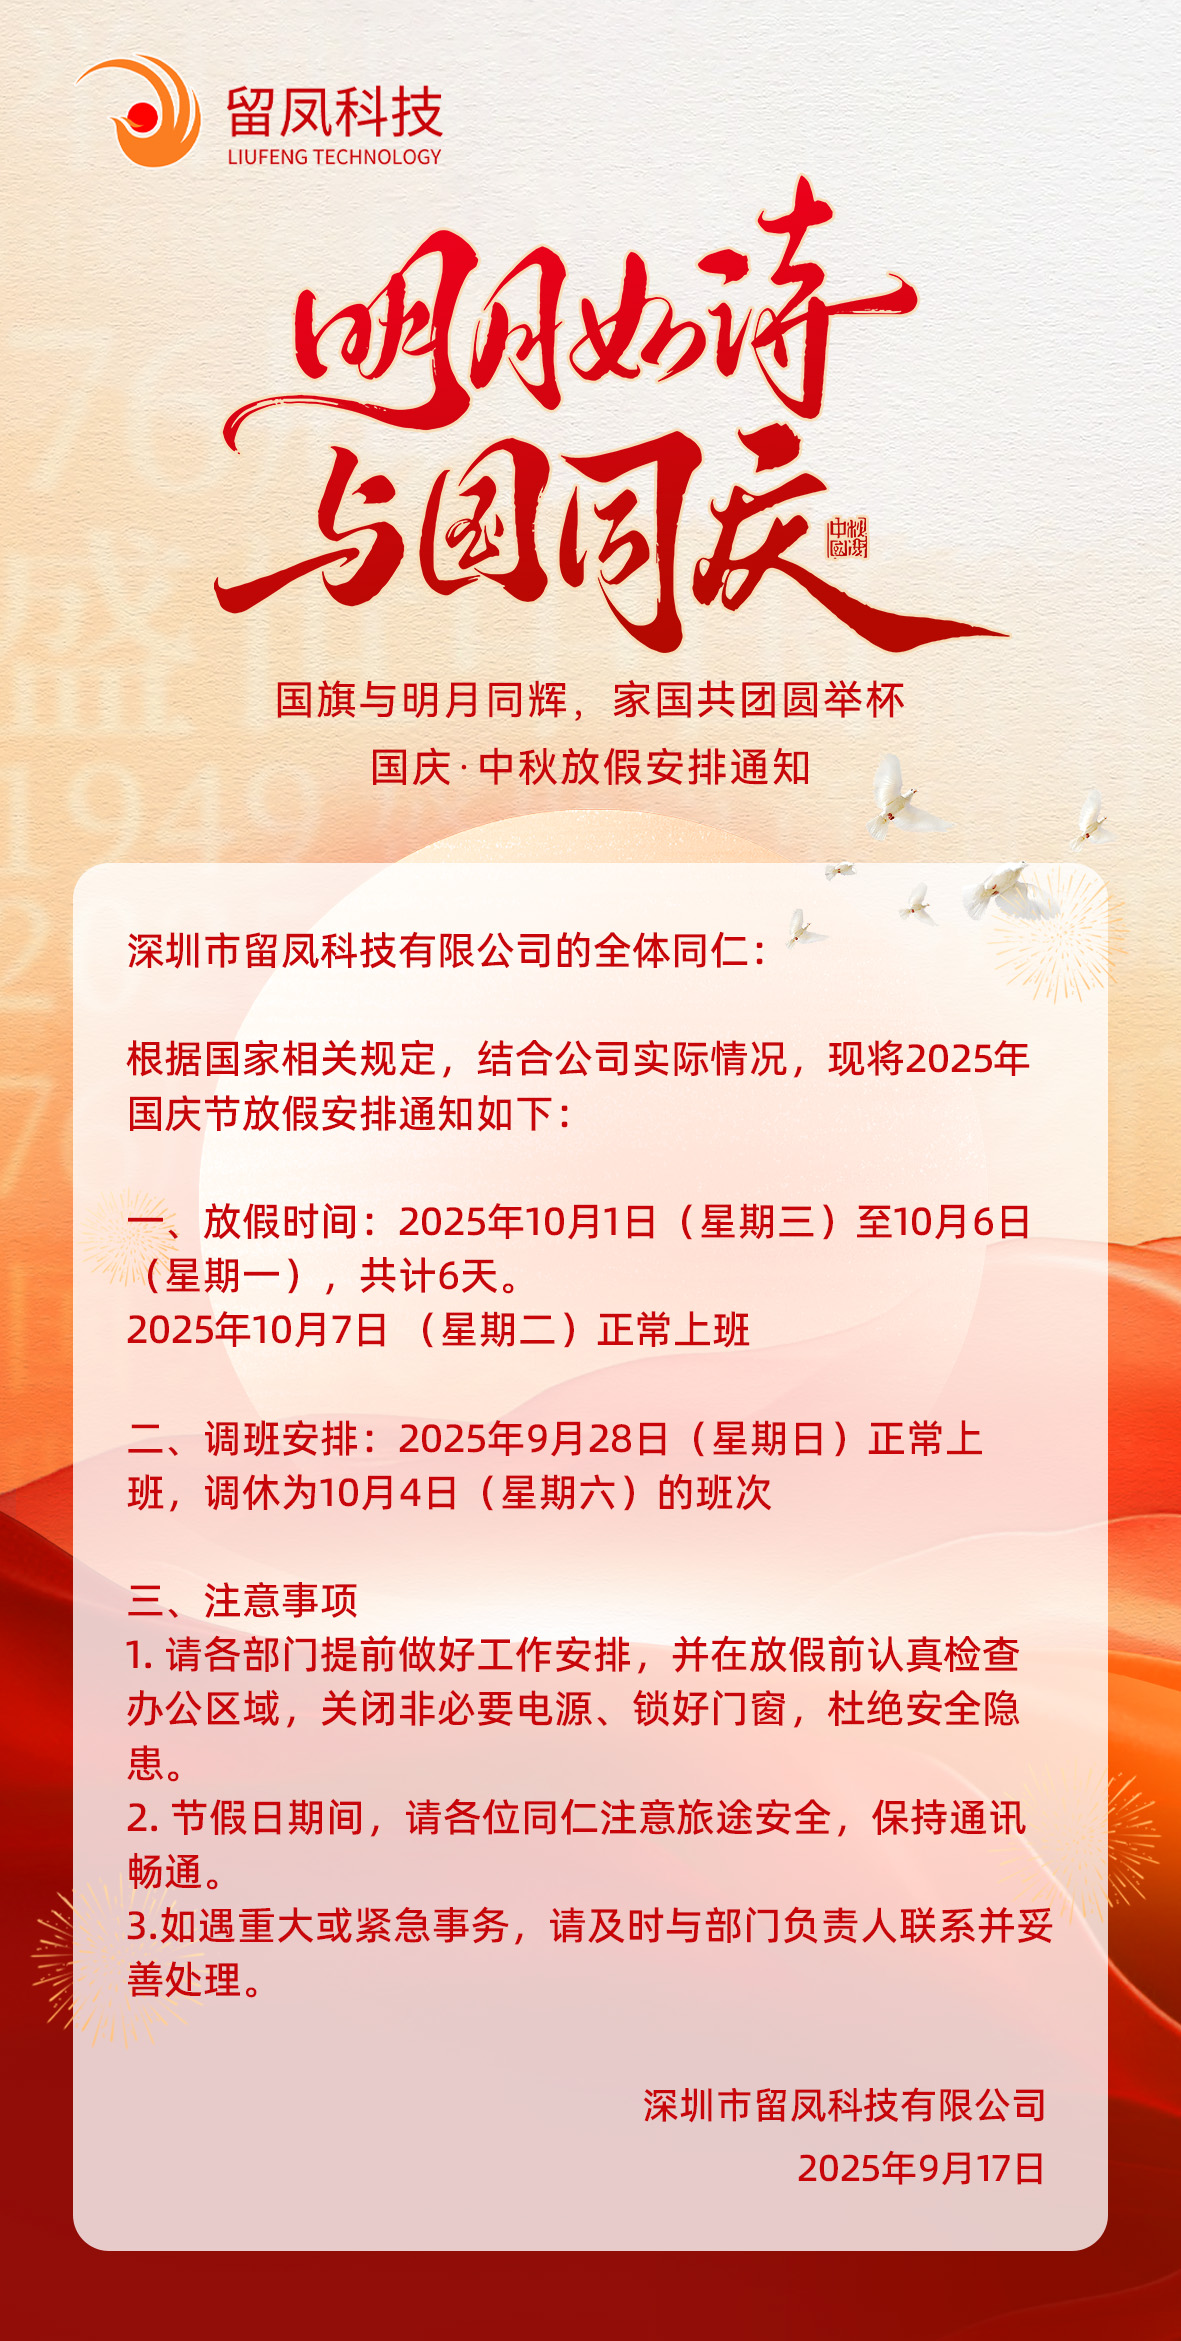 留凤科技
LIUFENG TECHNOLOGY
明月如诗
与国同庆
国旗与明月同辉，家国共团圆举杯
国庆·中秋放假安排通知
1949
深圳市留凤科技有限公司的全体同仁：
根据国家相关规定，结合公司实际情况，现将2025年
国庆节放假安排通知如下：
一、放假时间：2025年10月1日（星期三）至10月6日
（星期一），共计6天。
2025年10月7日 （星期二）正常上班
二、调班安排：2025年9月28日（星期日）正常上
班，调休为10月4日（星期六）的班次
三、注意事项
1. 请各部门提前做好工作安排，并在放假前认真检查
办公区域，关闭非必要电源、锁好门窗，杜绝安全隐
患。
2. 节假日期间，请各位同仁注意旅途安全，保持通讯
畅通。
3.如遇重大或紧急事务，请及时与部门负责人联系并妥
善处理。
深圳市留凤科技有限公司
2025年9月17日